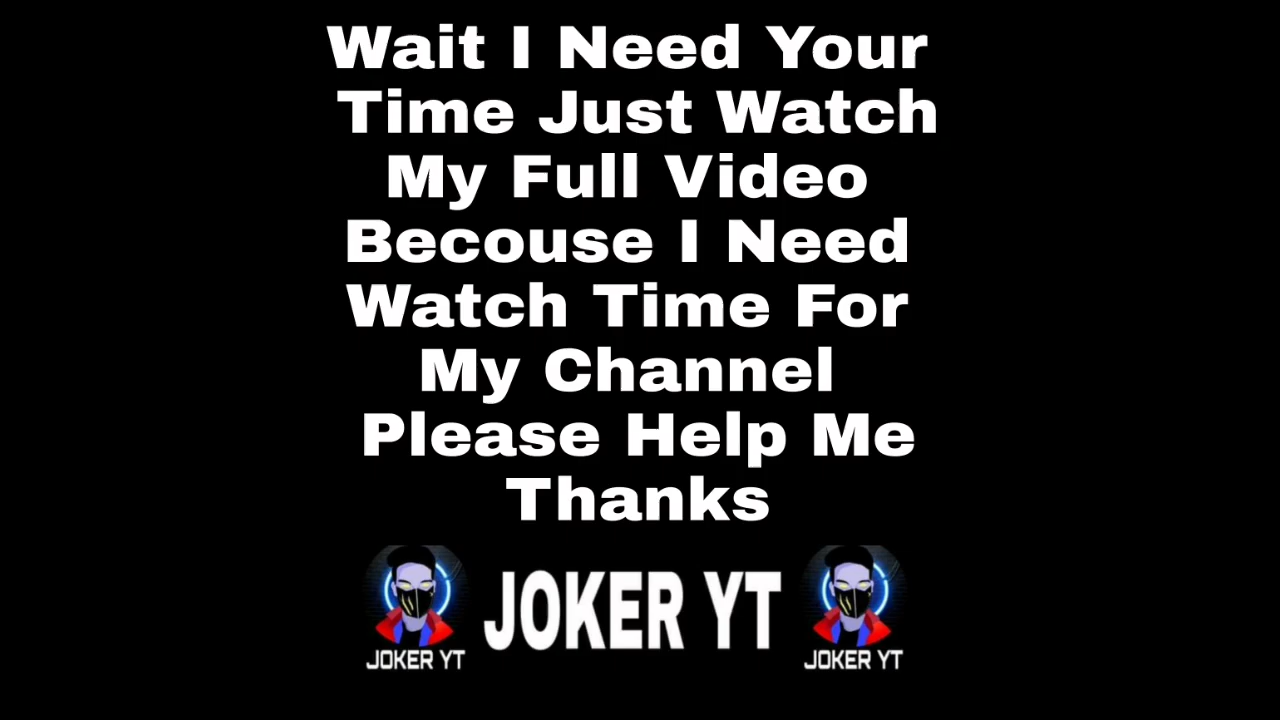 Wait I Need Your
Time Just Watch
My Full Video
Becouse I Need
Watch Time For
My Channel
Please Help Me
Thanks
JOKER YT
JOKER YT
JOKER YT